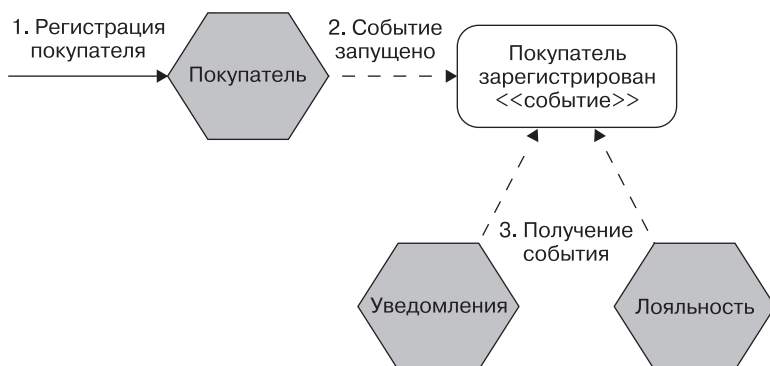 1. Регистрация
покупателя
Покупатель
2. Событие
запущено
Покупатель
зарегистрирован
<<событие>>
3. Получение
события
Уведомления
Лояльность